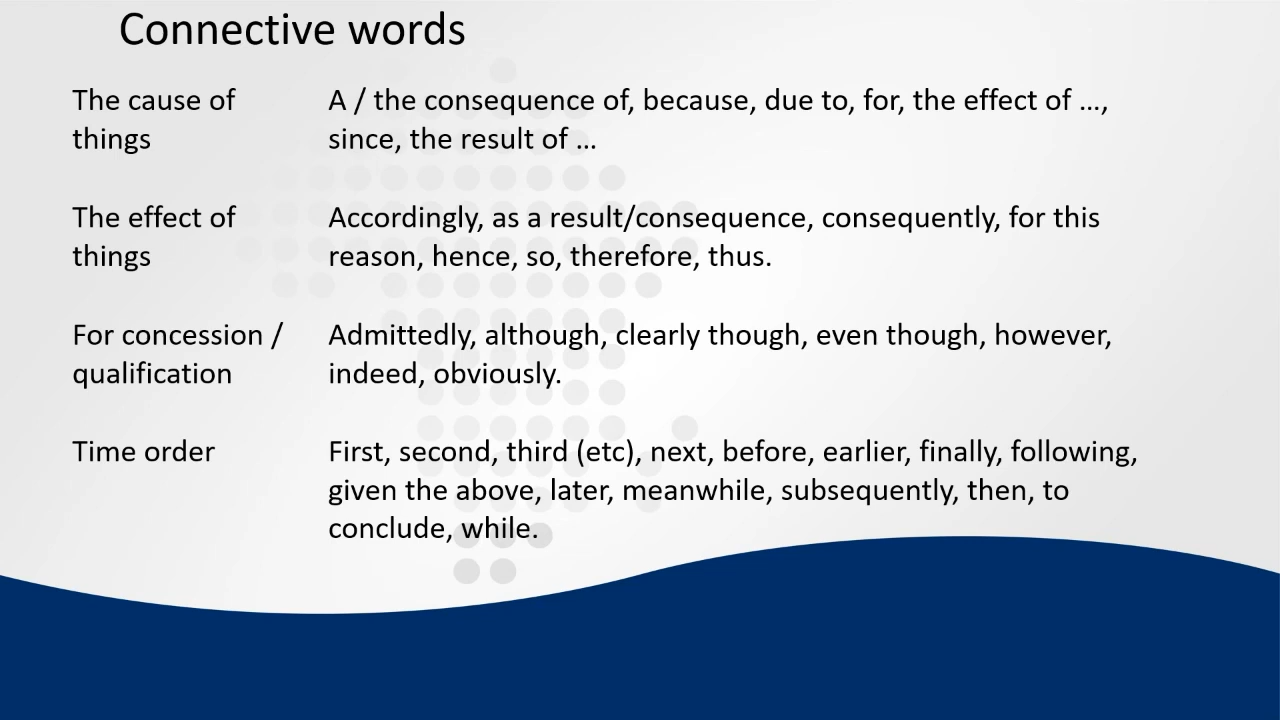 Connective words
The cause of
things
A / the consequence of, because, due to, for, the effect of …,
since, the result of …
The effect of
things
Accordingly, as a result/consequence, consequently, for this
reason, hence, so, therefore, thus.
For concession /
qualification
Admittedly, although, clearly though, even though, however,
indeed, obviously.
Time order
First, second, third (etc), next, before, earlier, finally, following,
given the above, later, meanwhile, subsequently, then, to
conclude, while.